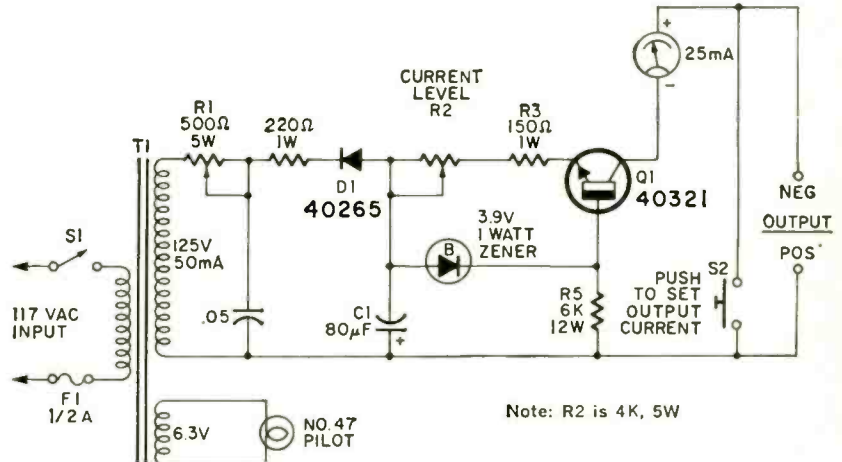 25mA
+
-
CURRENT
LEVEL
R2
R1
500Ω
5W
220Ω
1W
R3
150Ω
1W
T1
D1
40265
Q1
40321
NEG
OUTPUT
POS
S1
125V
50mA
3.9V
1 WATT
ZENER
B
S2
PUSH
TO SET
OUTPUT
CURRENT
117 VAC
INPUT
.05
C1
80µF
+
R5
6K
12W
F1
1/2 A
6.3V
NO. 47
PILOT
Note: R2 is 4K, 5W